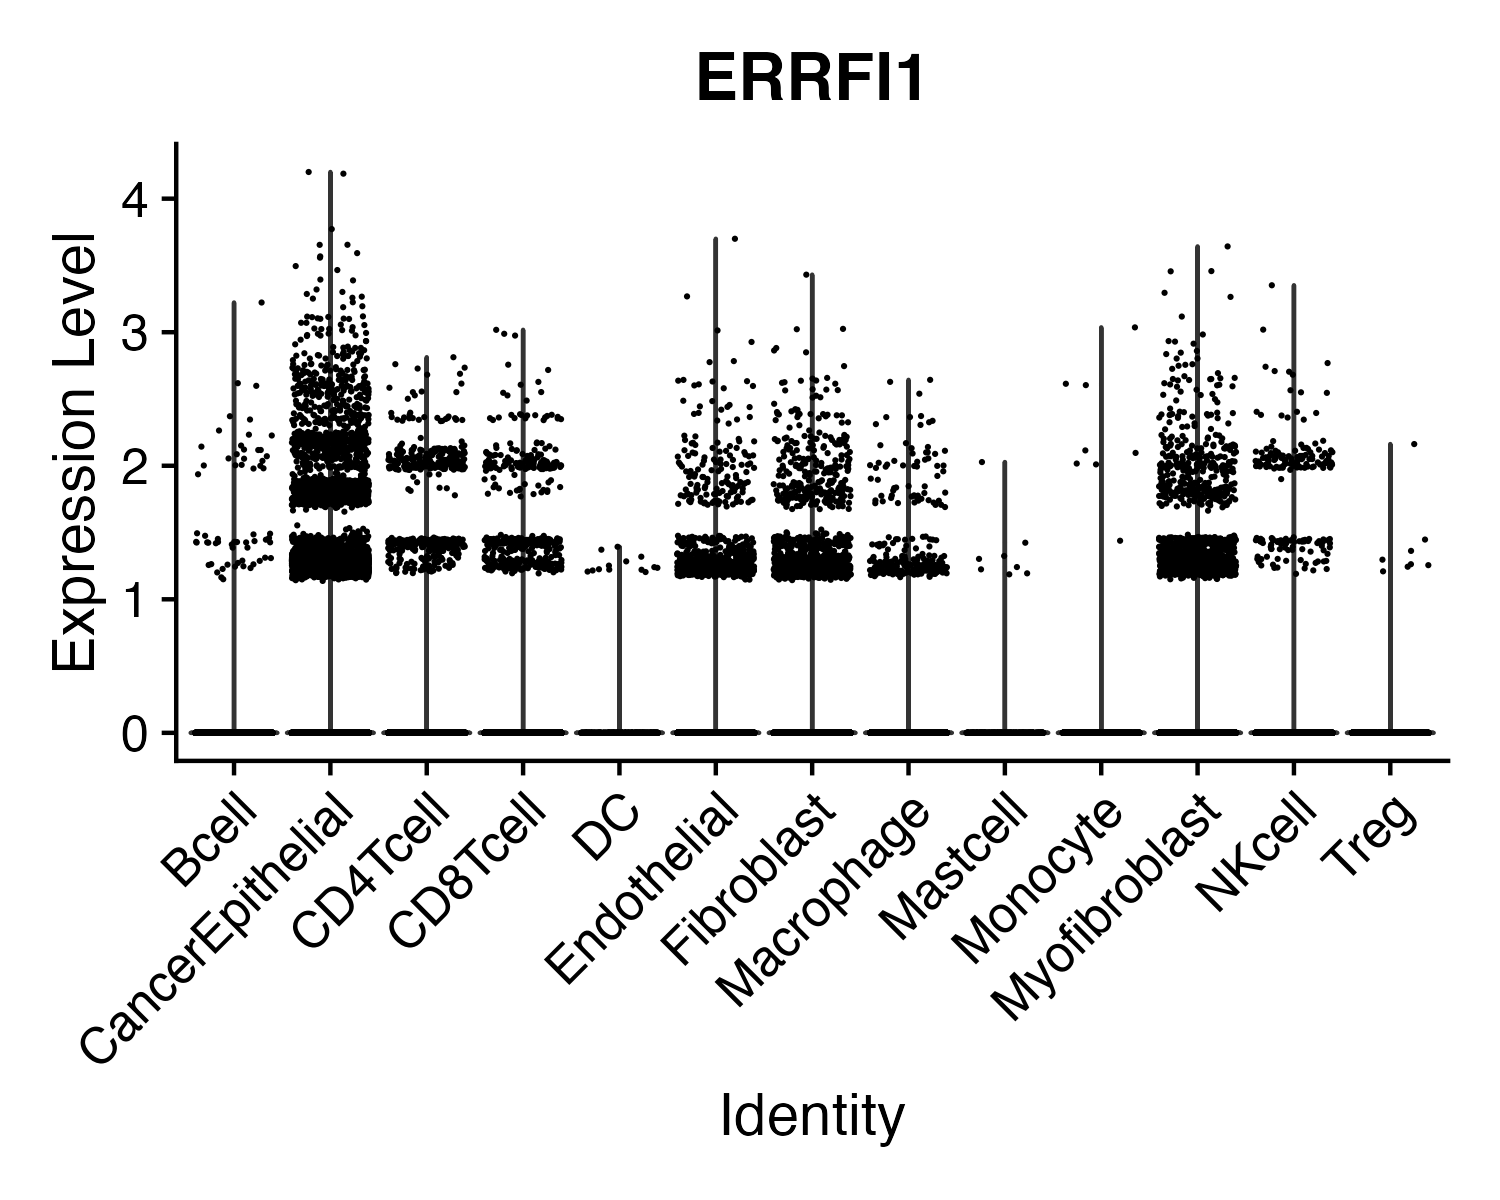 ERRFI1
Expression Level
4
3
2
1
0
Bcell
CancerEpithelial
CD4Tcell
CD8Tcell
DC
Endothelial
Fibroblast
Macrophage
Mastcell
Monocyte
Myofibroblast
NKcell
Treg
Identity